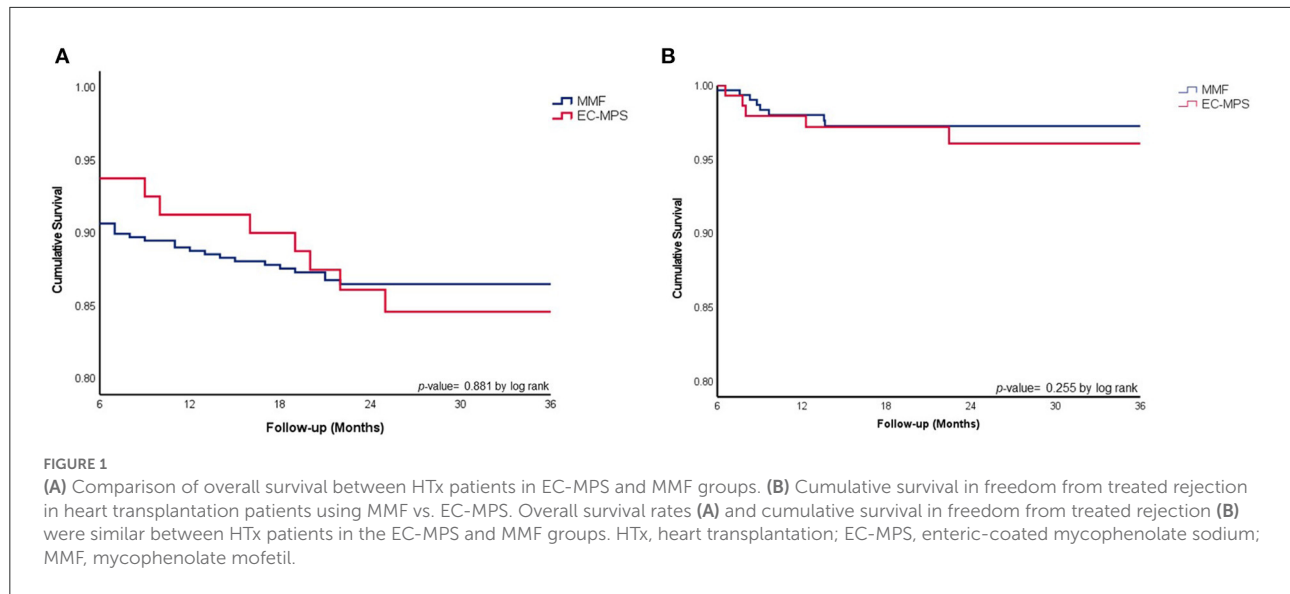 A
1.00
0.95
0.90
0.85
0.80
Cumulative Survival
MMF
EC-MPS
p-value= 0.881 by log rank
6 12 18 24 30 36
Follow-up (Months)
B
1.00
0.95
0.90
0.85
0.80
Cumulative Survival
MMF
EC-MPS
p-value= 0.255 by log rank
6 12 18 24 30 36
Follow-up (Months)
FIGURE 1
(A) Comparison of overall survival between HTx patients in EC-MPS and MMF groups. (B) Cumulative survival in freedom from treated rejection
in heart transplantation patients using MMF vs. EC-MPS. Overall survival rates (A) and cumulative survival in freedom from treated rejection (B)
were similar between HTx patients in the EC-MPS and MMF groups. HTx, heart transplantation; EC-MPS, enteric-coated mycophenolate sodium;
MMF, mycophenolate mofetil.